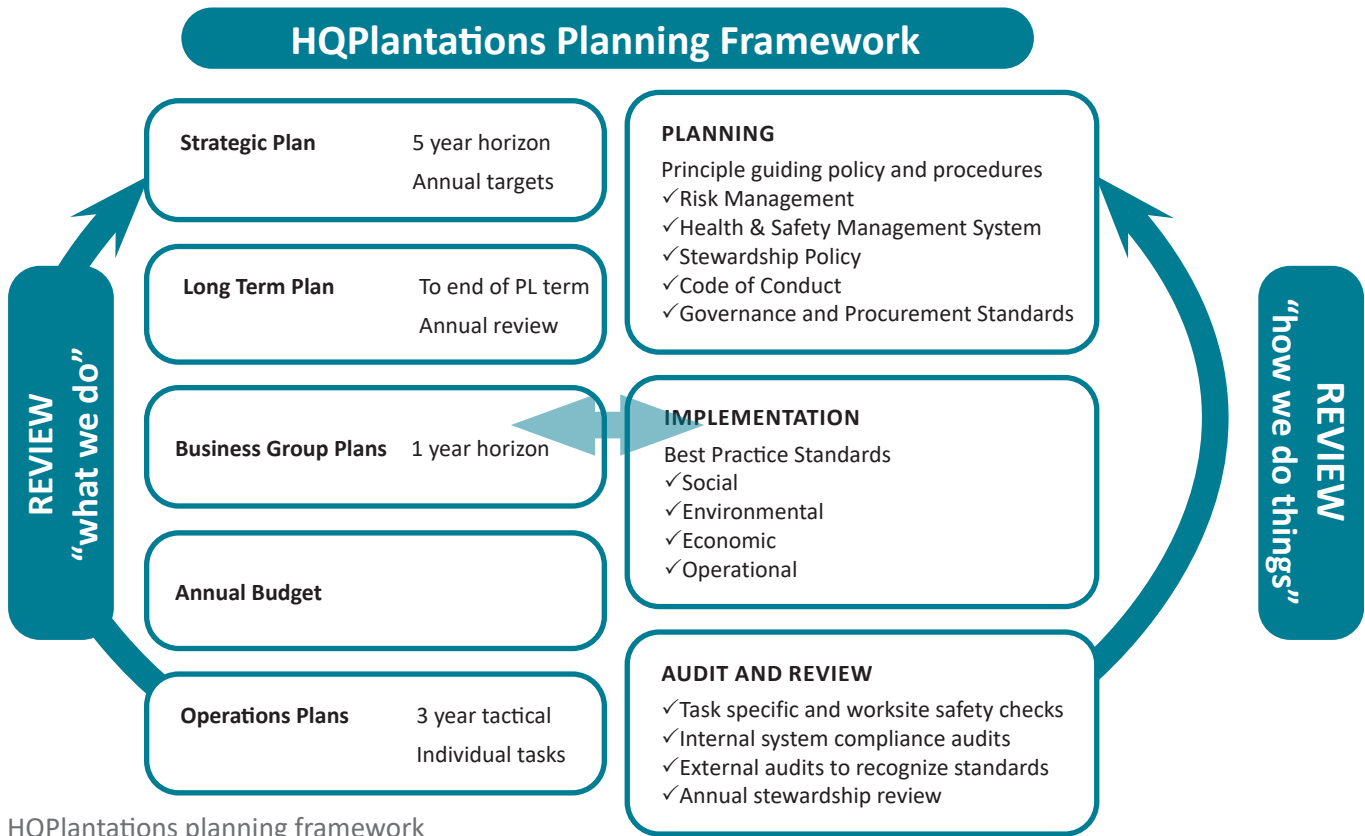 HQPlantations Planning Framework
REVIEW
"what we do"
Strategic Plan 5 year horizon
Annual targets
Long Term Plan To end of PL term
Annual review
Business Group Plans 1 year horizon
Annual Budget
Operations Plans 3 year tactical
Individual tasks
PLANNING
Principle guiding policy and procedures
✓Risk Management
✓Health & Safety Management System
✓Stewardship Policy
✓Code of Conduct
✓Governance and Procurement Standards
IMPLEMENTATION
Best Practice Standards
✓Social
✓Environmental
✓Economic
✓Operational
AUDIT AND REVIEW
✓Task specific and worksite safety checks
✓Internal system compliance audits
✓External audits to recognize standards
✓Annual stewardship review
REVIEW
"how we do things"
HQPlantations planning framework